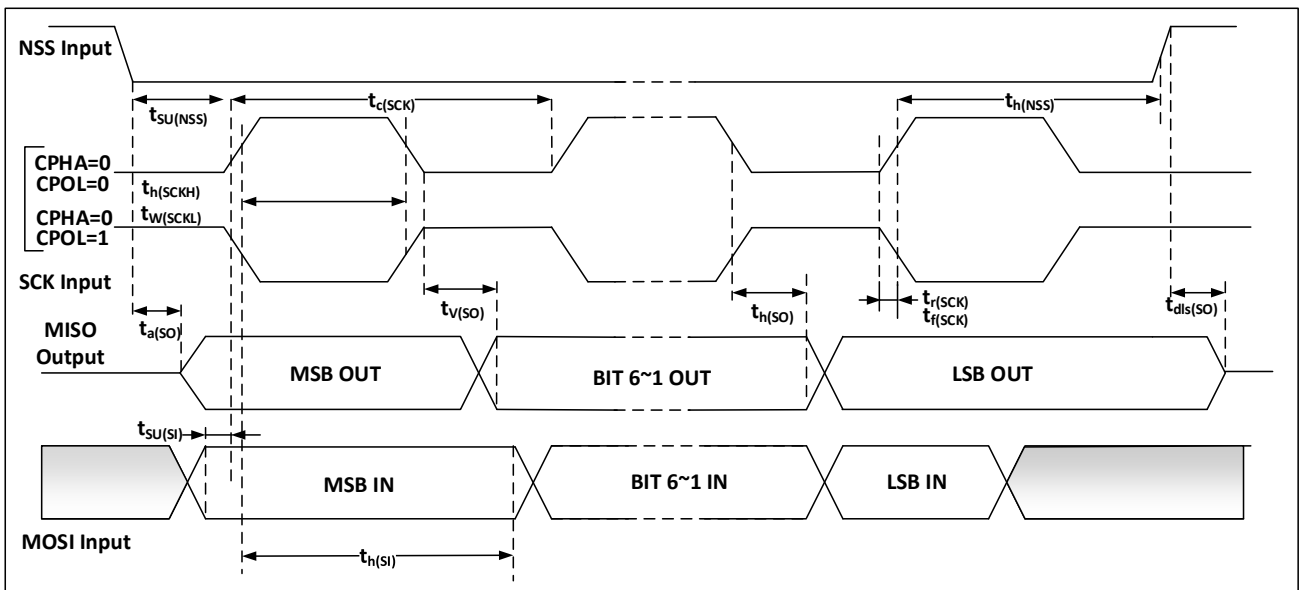 NSS Input
tSU(NSS)
tc(SCK)
th(NSS)
CPHA=0
CPOL=0
th(SCKH)
CPHA=0
tW(SCKL)
CPOL=1
SCK Input
ta(SO)
tV(SO)
th(SO)
tr(SCK)
tf(SCK)
tdls(SO)
MISO
Output
MSB OUT
BIT 6~1 OUT
LSB OUT
tSU(SI)
MSB IN
BIT 6~1 IN
LSB IN
MOSI Input
th(SI)